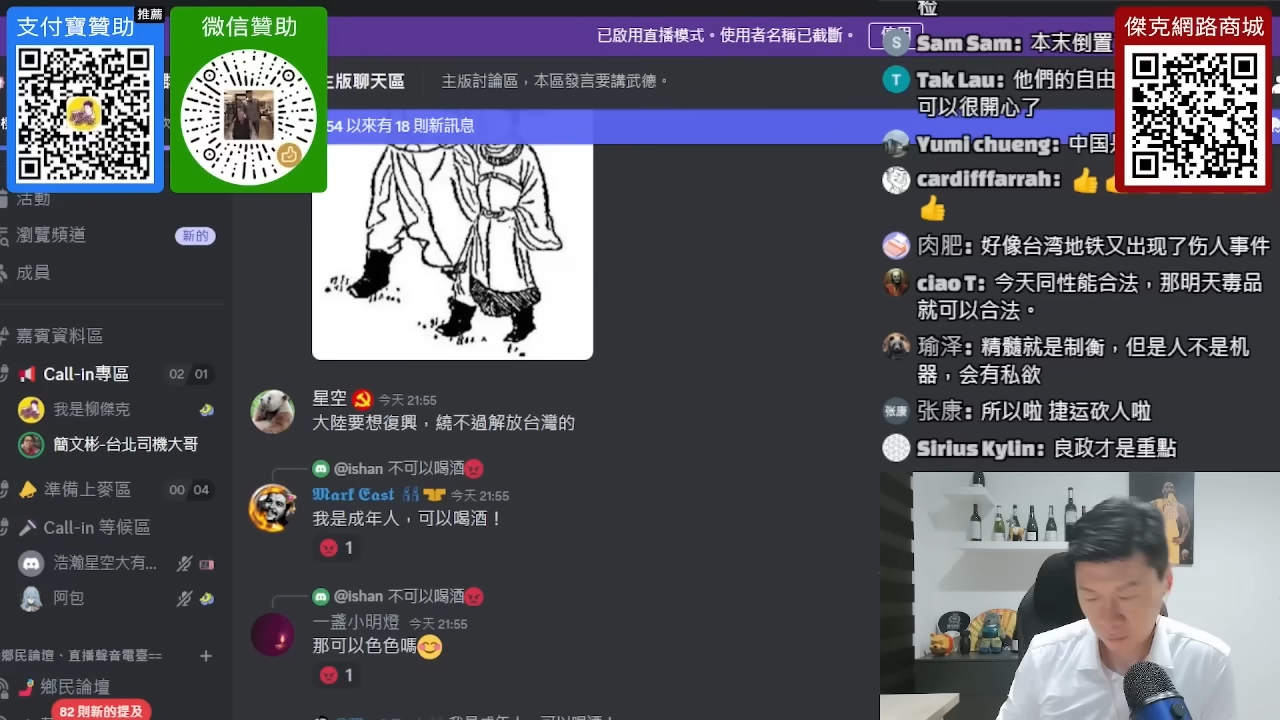 支付寶贊助
推薦
微信贊助
已啟用直播模式。使用者名稱已截斷。
主版聊天區
主版討論區，本區發言要講武德。
54 以來有 18 則新訊息
傑克網路商城
活動
瀏覽頻道
新的
成員
嘉賓資料區
Call-in專區
02 01
我是柳傑克
簡文彬-台北司機大哥
準備上麥區
00 04
Call-in 等候區
浩瀚星空大有...
阿包
鄉民論壇、直播聲音電臺==
鄉民論壇
82 則新的提及
星空 今天 21:55
大陸要想復興，繞不過解放台灣的
@ishan 不可以喝酒😡
Mark East 今天 21:55
我是成年人，可以喝酒！
😡 1
@ishan 不可以喝酒😡
一盞小明燈 今天 21:55
那可以色色嗎😊
😡 1
Sam Sam: 本末倒置
Tak Lau: 他們的自由
可以很開心了
Yumi chueng: 中国
cardifffarrah: 👍
👍
肉肥: 好像台湾地铁又出现了伤人事件
ciao T: 今天同性能合法，那明天毒品
就可以合法。
瑜泽: 精髓就是制衡，但是人不是机
器，会有私欲
张康: 所以啦 捷运砍人啦
Sirius Kylin: 良政才是重點